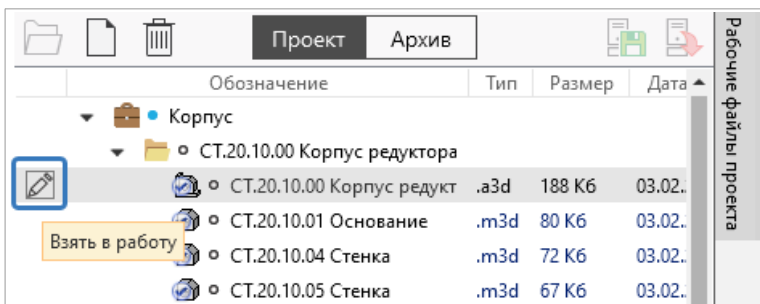 Проект Архив
Обозначение Тип Размер Дата
Корпус
СТ.20.10.00 Корпус редуктора
СТ.20.10.00 Корпус редукт .a3d 188 Кб 03.02.
СТ.20.10.01 Основание .m3d 80 Кб 03.02.
Взять в работу
СТ.20.10.04 Стенка .m3d 72 Кб 03.02.
СТ.20.10.05 Стенка .m3d 67 Кб 03.02.
Рабочие файлы проекта